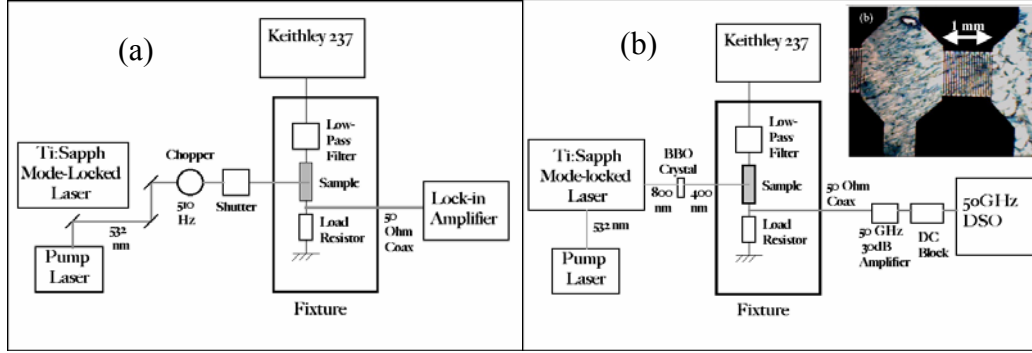 (a)
Keithley 237
Low-
Pass
Filter
Ti:Sapph
Mode-Locked
Laser
Chopper
510
Hz
Shutter
Sample
532
nm
Pump
Laser
Load
Resistor
50
Ohm
Coax
Lock-in
Amplifier
Fixture
(b)
Keithley 237
Low-
Pass
Filter
Ti:Sapph
Mode-locked
Laser
BBO
Crystal
800
nm
400
nm
Sample
532 nm
Pump
Laser
Load
Resistor
50 Ohm
Coax
50 GHz
30dB
Amplifier
DC
Block
50GHz
DSO
Fixture
(b)
1 mm